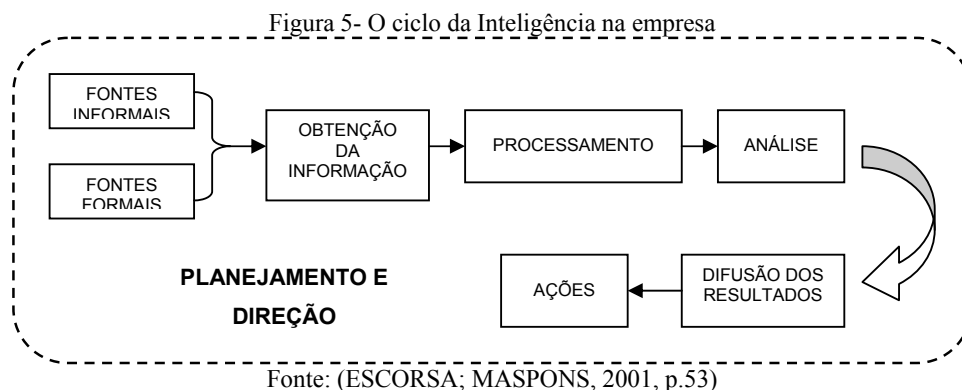 Figura 5- O ciclo da Inteligência na empresa
FONTES
INFORMAIS
FONTES
FORMAIS
OBTENÇÃO
DA
INFORMAÇÃO
PROCESSAMENTO
ANÁLISE
PLANEJAMENTO E
DIREÇÃO
AÇÕES
DIFUSÃO DOS
RESULTADOS
Fonte: (ESCORSA; MASPONS, 2001, p.53)